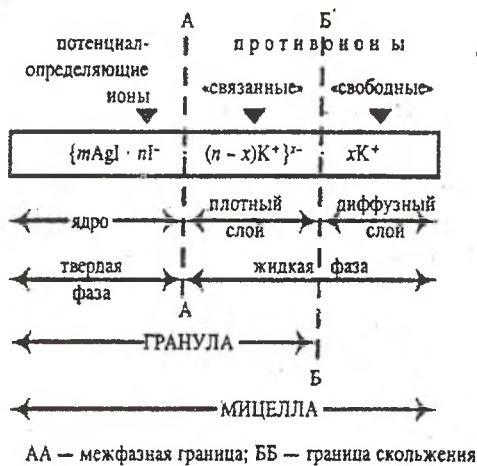 А Б
потенциал- противоионы
определяющие
ионы «связанные» «свободные»
{mAgI · nI⁻ · (n – x)K⁺}ˣ⁻ · xK⁺
ядро плотный слой диффузный слой
твердая фаза жидкая фаза
А
ГРАНУЛА
Б
МИЦЕЛЛА
АА — межфазная граница; ББ — граница скольжения